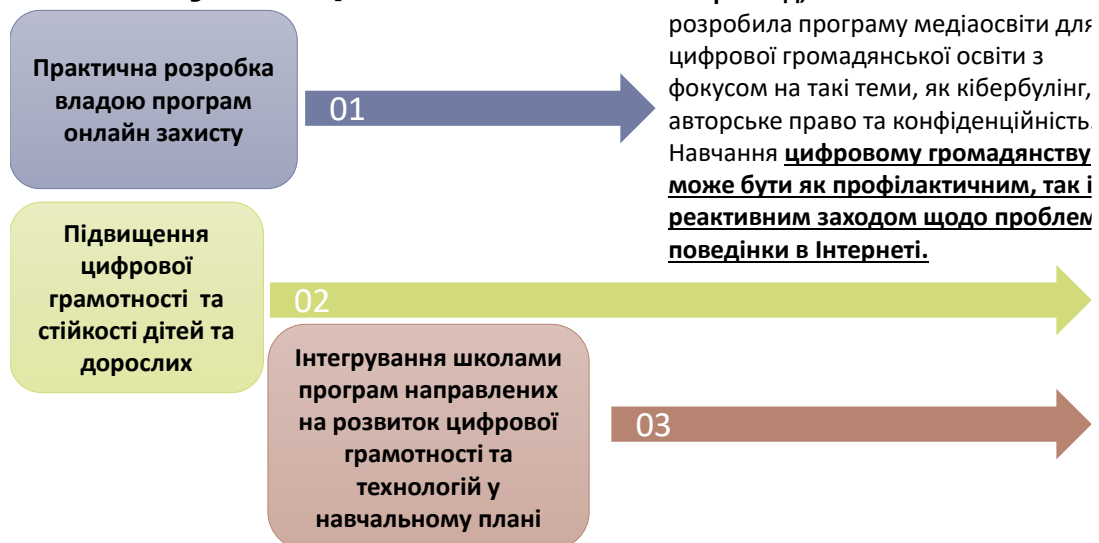 Практична розробка
владою програм
онлайн захисту
01
розробила програму медіаосвіти для
цифрової громадянської освіти з
фокусом на такі теми, як кібербулінг,
авторське право та конфіденційність.
Навчання цифровому громадянству
може бути як профілактичним, так і
реактивним заходом щодо проблем
поведінки в Інтернеті.
Підвищення
цифрової
грамотності та
стійкості дітей та
дорослих
02
Інтегрування школами
програм направлених
на розвиток цифрової
грамотності та
технологій у
навчальному плані
03